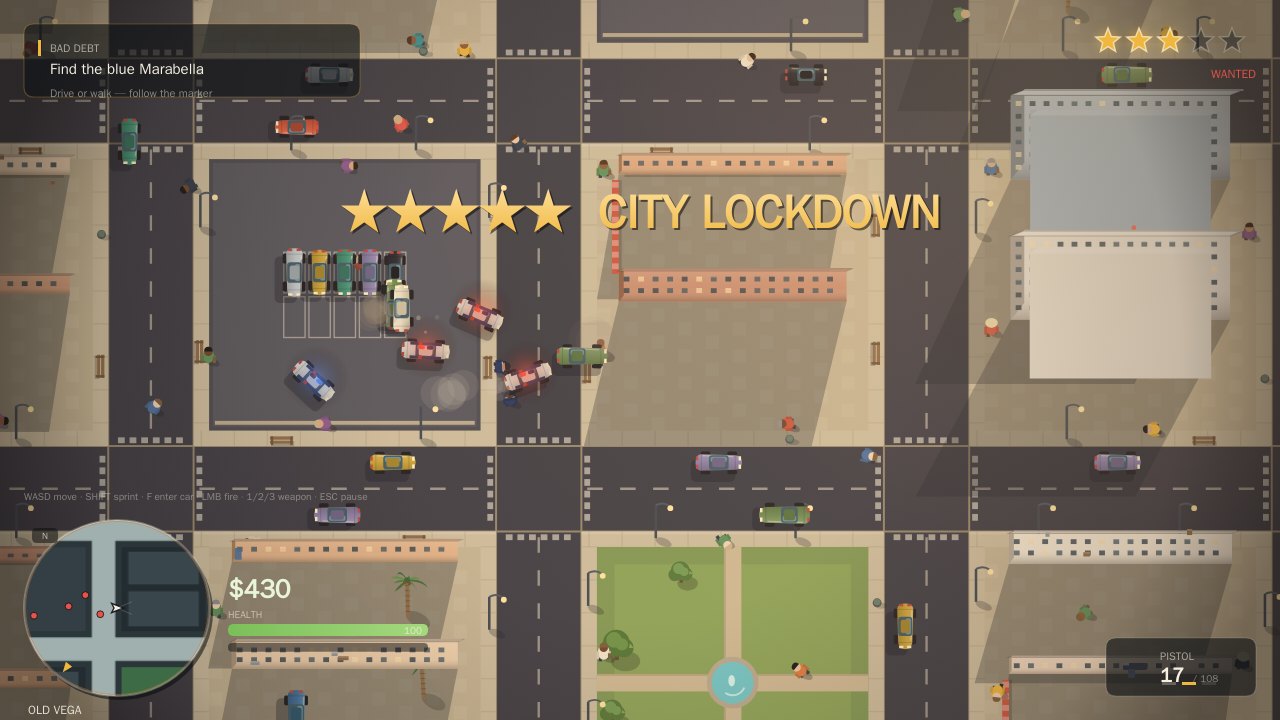 BAD DEBT
Find the blue Marabella
Drive or walk — follow the marker
WANTED
CITY LOCKDOWN
WASD move · SHIFT sprint · F enter car · LMB fire · 1/2/3 weapon · ESC pause
N
$430
HEALTH
100
OLD VEGA
PISTOL
17 / 108